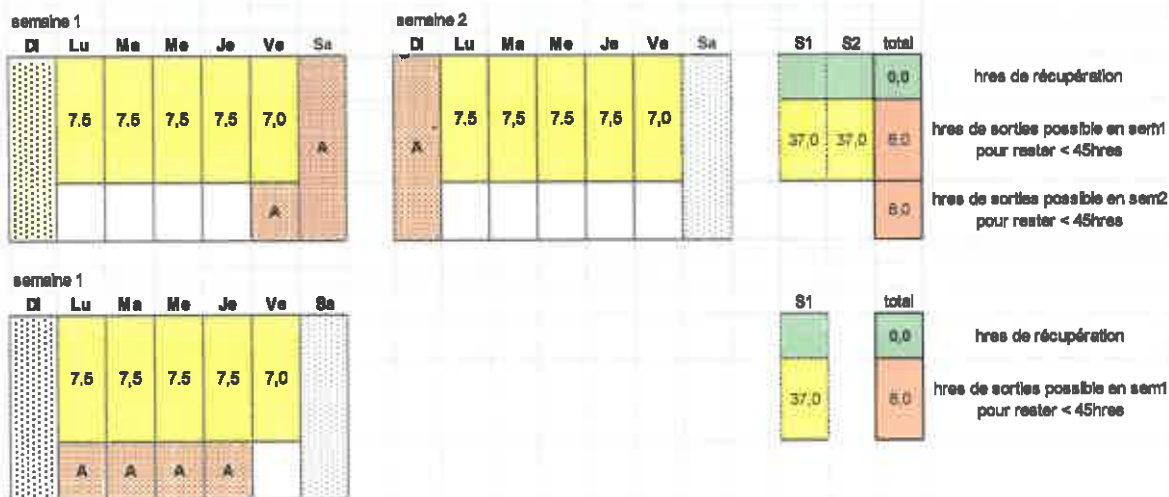 semaine 1
DI Lu Ma Me Je Ve Sa
7,5 7,5 7,5 7,5 7,0
A
A
semaine 2
DI Lu Ma Me Je Ve Sa
A
7,5 7,5 7,5 7,5 7,0
S1 S2 total
0,0 hres de récupération
37,0 37,0 8,0 hres de sorties possible en sem1
pour rester < 45hres
8,0 hres de sorties possible en sem2
pour rester < 45hres
semaine 1
DI Lu Ma Me Je Ve Sa
7,5 7,5 7,5 7,5 7,0
A A A A
S1 total
0,0 hres de récupération
37,0 8,0 hres de sorties possible en sem1
pour rester < 45hres